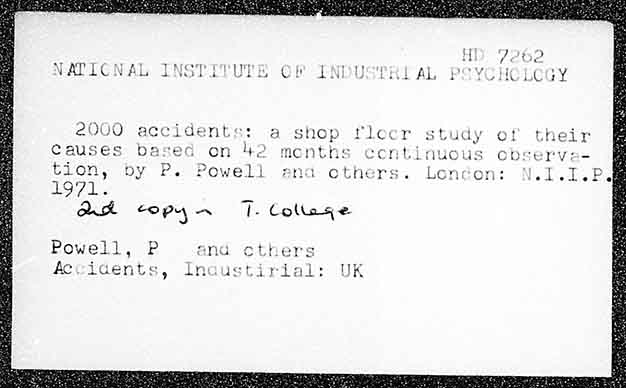 HD 7262
NATIONAL INSTITUTE OF INDUSTRIAL PSYCHOLOGY
2000 accidents: a shop floor study of their
causes based on 42 months continuous observa-
tion, by P. Powell and others. London: N.I.I.P.
1971.
2nd copy in T. College
Powell, P and others
Accidents, Industirial: UK